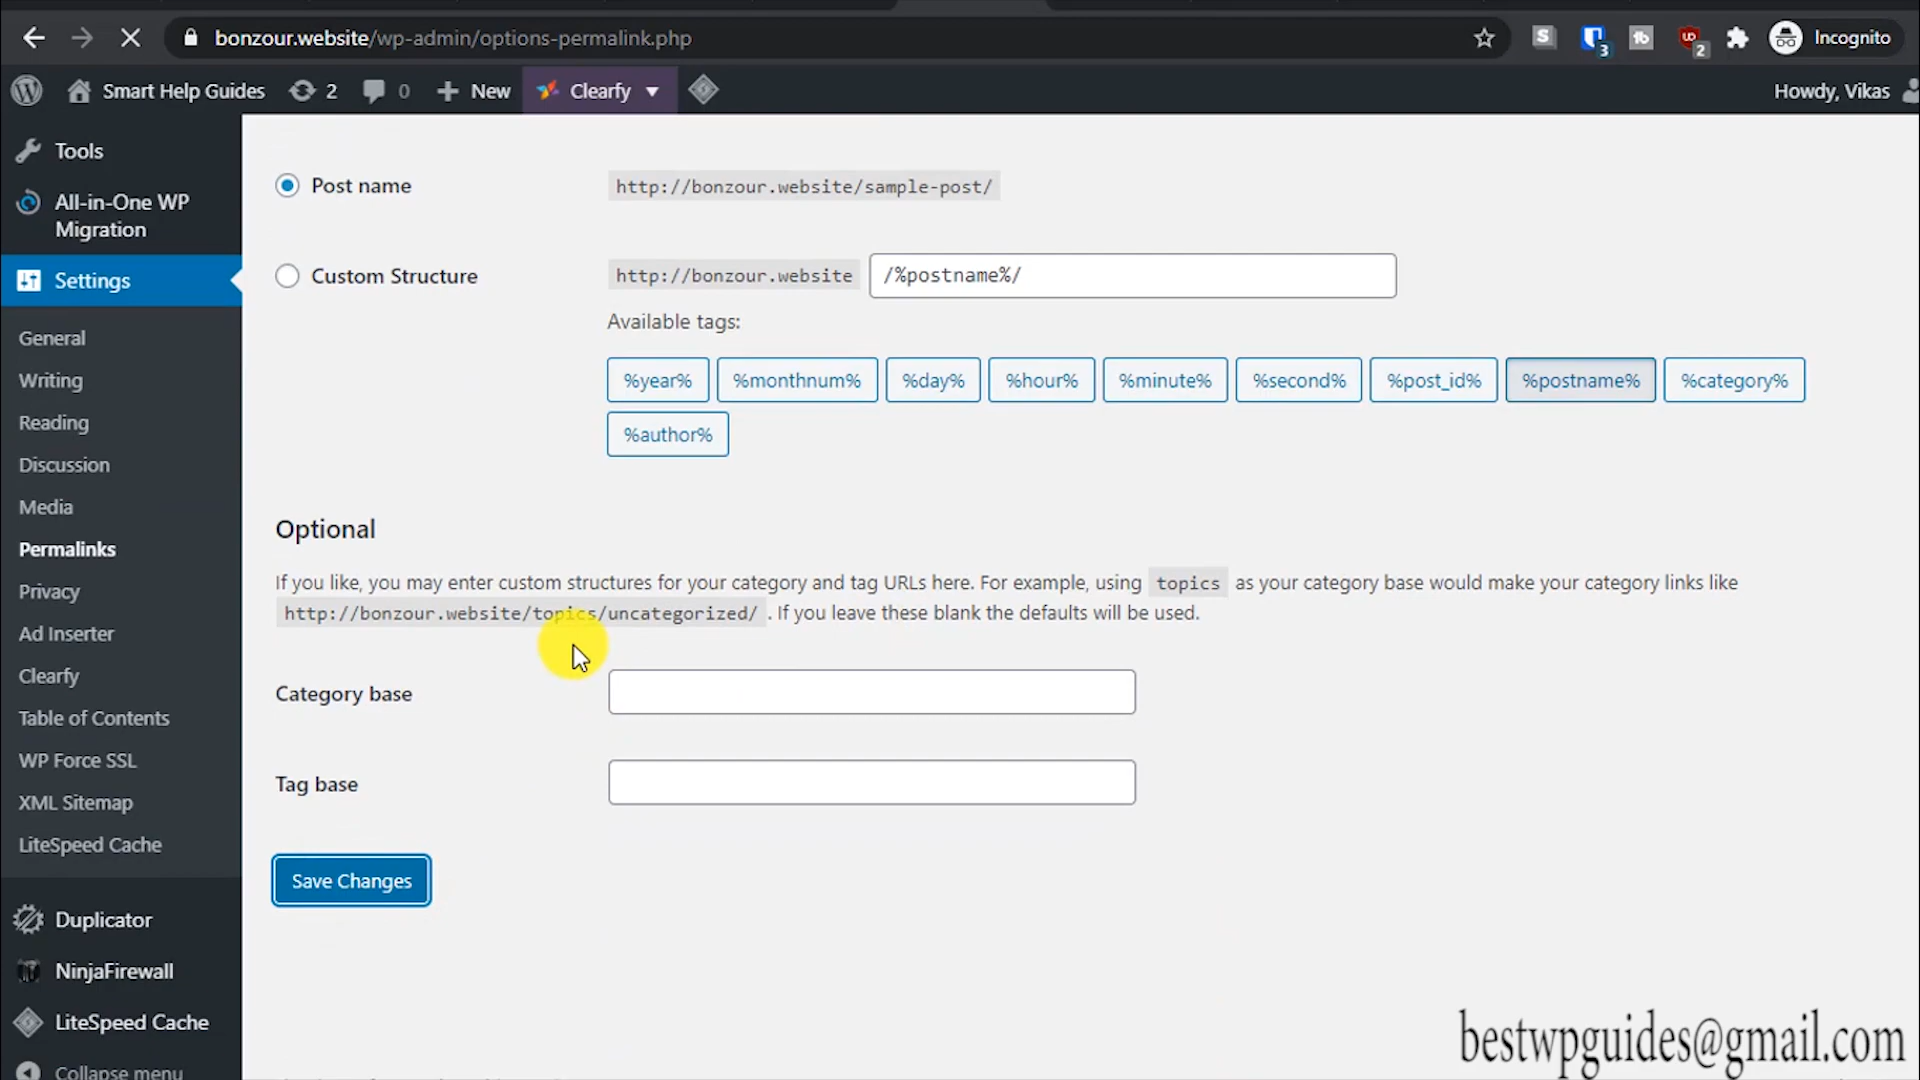 bonzour.website/wp-admin/options-permalink.php
S
3
tb
2
Incognito
Smart Help Guides
2
0
New
Clearfy
Howdy, Vikas
Tools
All-in-One WP
Migration
Settings
General
Writing
Reading
Discussion
Media
Permalinks
Privacy
Ad Inserter
Clearfy
Table of Contents
WP Force SSL
XML Sitemap
LiteSpeed Cache
Duplicator
NinjaFirewall
LiteSpeed Cache
Collapse menu
Post name
http://bonzour.website/sample-post/
Custom Structure
http://bonzour.website
/%postname%/
Available tags:
%year% %monthnum% %day% %hour% %minute% %second% %post_id% %postname% %category%
%author%
Optional
If you like, you may enter custom structures for your category and tag URLs here. For example, using topics as your category base would make your category links like
http://bonzour.website/topics/uncategorized/ . If you leave these blank the defaults will be used.
Category base
Tag base
Save Changes
bestwpguides@gmail.com